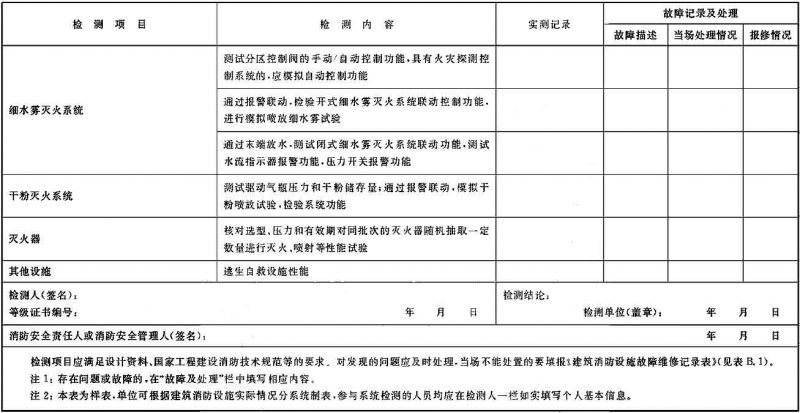 检测项目 检测内容 实测记录 故障记录及处理
故障描述 当场处理情况 报修情况
细水雾灭火系统
测试分区控制阀的手动/自动控制功能,具有火灾探测控
制系统的,应模拟自动控制功能
通过报警联动,检验开式细水雾灭火系统联动控制功能,
进行模拟喷放细水雾试验
通过末端放水,测试闭式细水雾灭火系统联动功能,测试
水流指示器报警功能,压力开关报警功能
干粉灭火系统
测试驱动气瓶压力和干粉储存量;通过报警联动,模拟干
粉喷放试验,检验系统功能
灭火器
核对选型、压力和有效期对同批次的灭火器随机抽取一定
数量进行灭火、喷射等性能试验
其他设施 逃生自救设施性能
检测人(签名):
等级证书编号: 年 月 日
检测结论:
检测单位(盖章): 年 月 日
消防安全责任人或消防安全管理人(签名): 年 月 日
检测项目应满足设计资料、国家工程建设消防技术规范等的要求。对发现的问题应及时处理,当场不能处置的要填报《建筑消防设施故障维修记录表》(见表 B.1)。
注 1:存在问题或故障的,在“故障及处理”栏中填写相应内容。
注 2:本表为样表,单位可根据建筑消防设施实际情况分系统制表,参与系统检测的人员均应在检测人一栏如实填写个人基本信息。